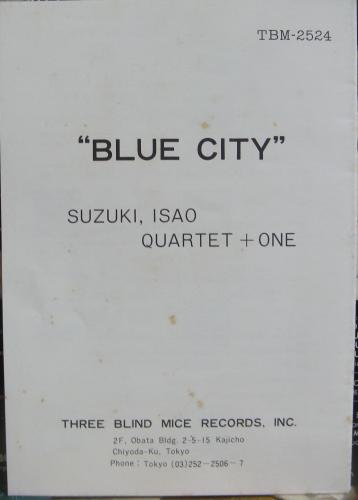 TBM-2524
“BLUE CITY”
SUZUKI, ISAO
QUARTET + ONE
THREE BLIND MICE RECORDS, INC.
2F, Obata Bldg. 2-5-15 Kajicho
Chiyoda-Ku, Tokyo
Phone : Tokyo (03)252-2506-7